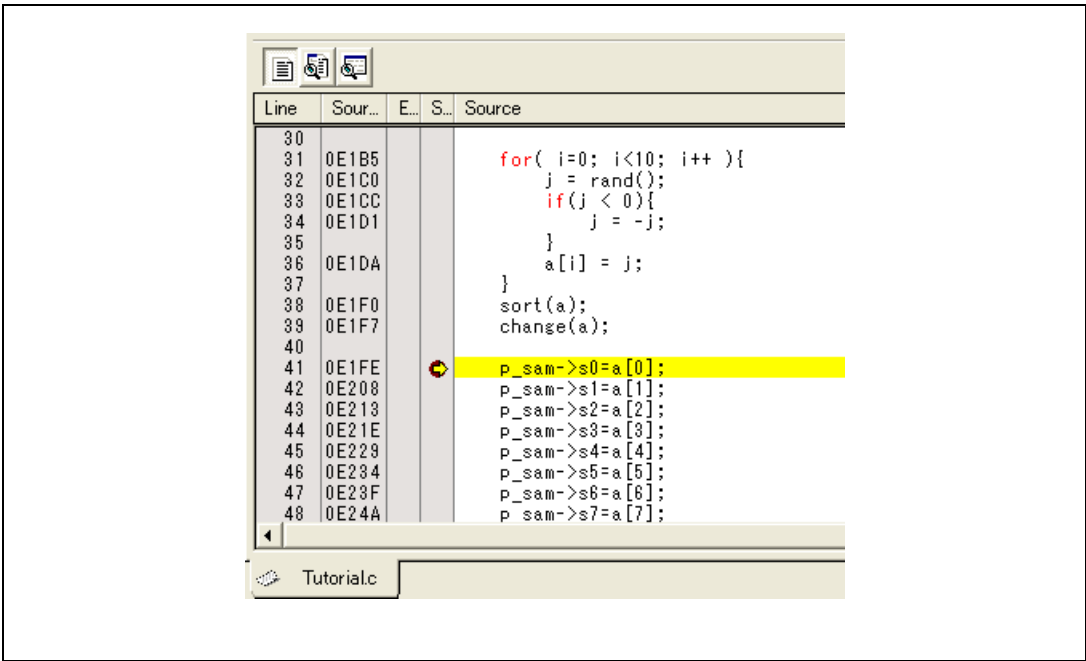 Line Sour... E... S... Source
30
31 0E1B5 for( i=0; i<10; i++ ){
32 0E1C0 j = rand();
33 0E1CC if(j < 0){
34 0E1D1 j = -j;
35 }
36 0E1DA a[i] = j;
37 }
38 0E1F0 sort(a);
39 0E1F7 change(a);
40
41 0E1FE p_sam->s0=a[0];
42 0E208 p_sam->s1=a[1];
43 0E213 p_sam->s2=a[2];
44 0E21E p_sam->s3=a[3];
45 0E229 p_sam->s4=a[4];
46 0E234 p_sam->s5=a[5];
47 0E23F p_sam->s6=a[6];
48 0E24A p_sam->s7=a[7];
Tutorial.c